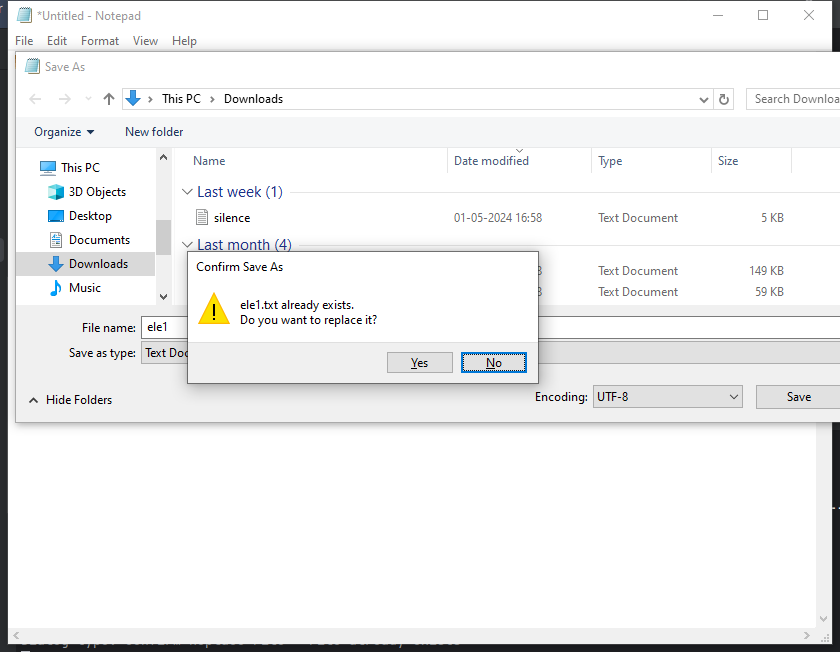 *Untitled - Notepad
File Edit Format View Help
Save As
This PC > Downloads
Search Downloa
Organize New folder
Name Date modified Type Size
This PC
3D Objects
Desktop
Documents
Downloads
Music
Last week (1)
silence 01-05-2024 16:58 Text Document 5 KB
Last month (4)
Text Document 149 KB
Text Document 59 KB
Confirm Save As
ele1.txt already exists.
Do you want to replace it?
Yes No
File name: ele1
Save as type: Text Doc
Hide Folders
Encoding: UTF-8 Save